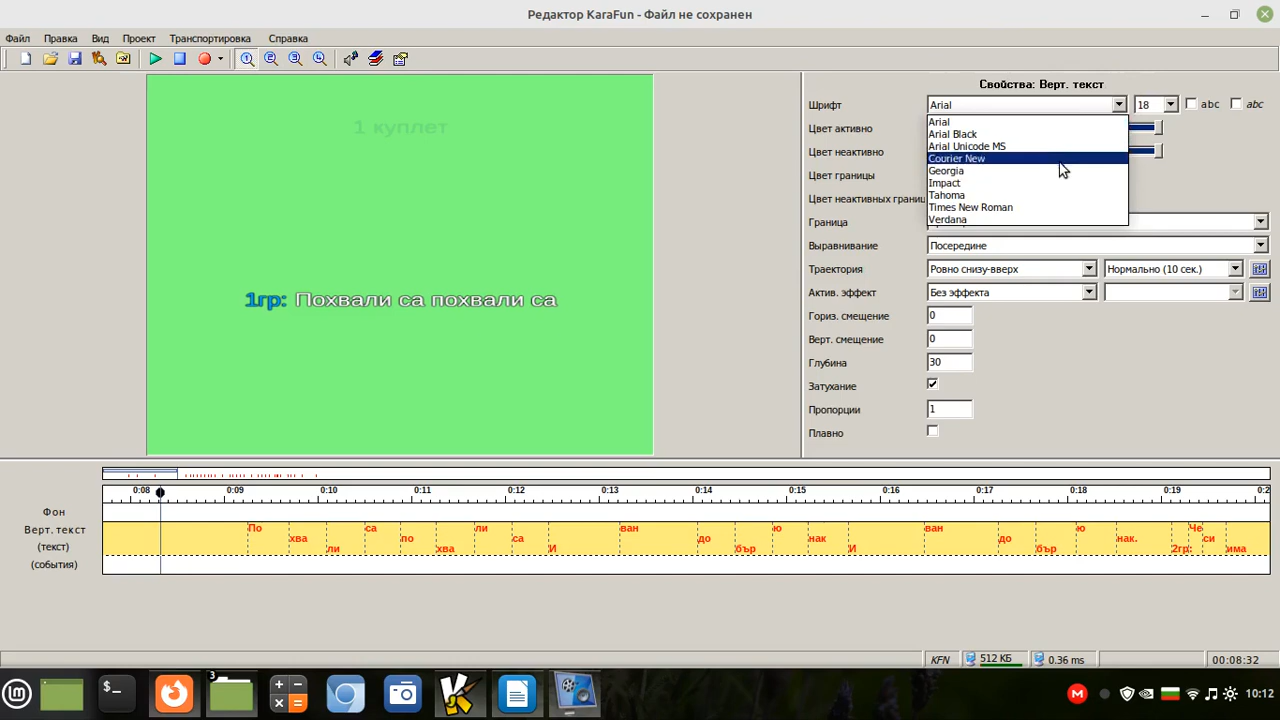 Редактор KaraFun - Файл не сохранен
Файл Правка Вид Проект Транспортировка Справка
1 куплет
1гр: Похвали са похвали са
Свойства: Верт. текст
Шрифт Arial 18 abc abc
Arial
Цвет активно
Arial Black
Arial Unicode MS
Цвет неактивно
Courier New
Georgia
Цвет границы
Impact
Tahoma
Цвет неактивных границ
Times New Roman
Verdana
Граница
Выравнивание Посередине
Траектория Ровно снизу-вверх Нормально (10 сек.)
Актив. эффект Без эффекта
Гориз. смещение 0
Верт. смещение 0
Глубина 30
Затухание
Пропорции 1
Плавно
0:08 0:09 0:10 0:11 0:12 0:13 0:14 0:15 0:16 0:17 0:18 0:19
Фон
Верт.текст По са ли ван ю ван ю Че
хва по са до нак до нак. си
(текст) ли хва И бър И бър 2гр: има
(события)
KFN 512 КБ 0.36 ms 00:08:32
3
10:12